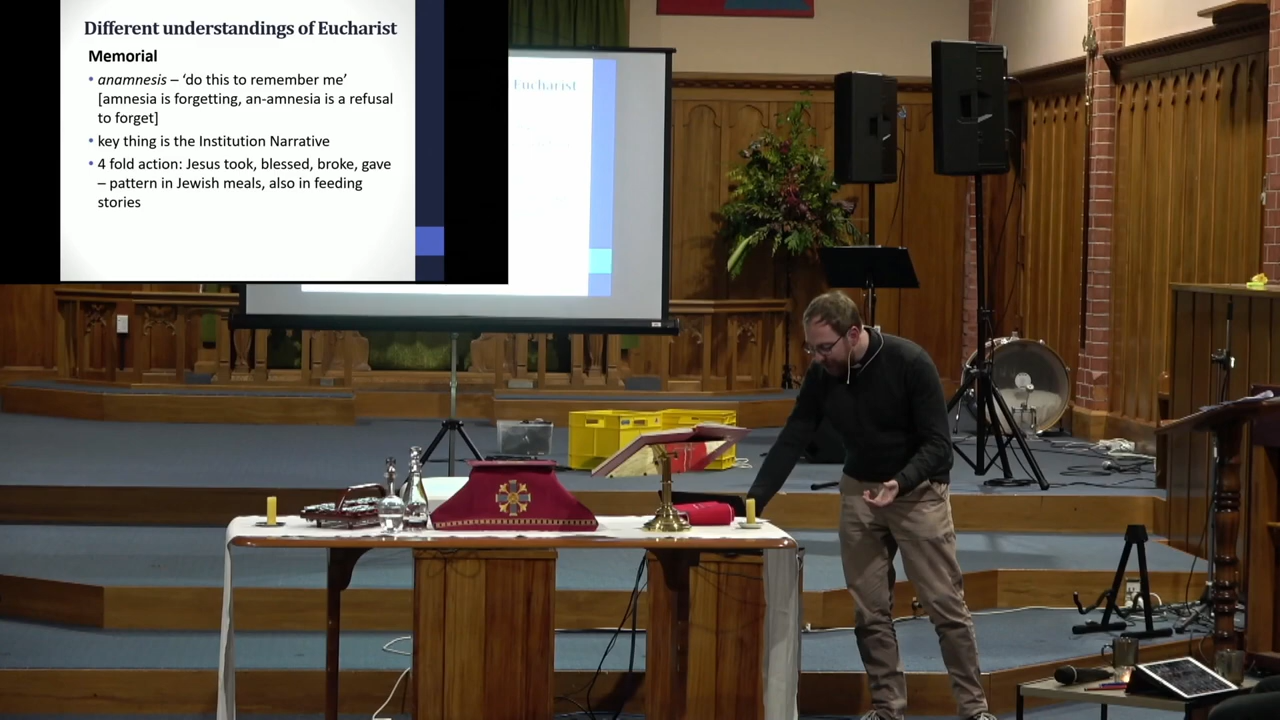 Different understandings of Eucharist
Memorial
• anamnesis – ‘do this to remember me’
[amnesia is forgetting, an-amnesia is a refusal
to forget]
• key thing is the Institution Narrative
• 4 fold action: Jesus took, blessed, broke, gave
– pattern in Jewish meals, also in feeding
stories
Eucharist